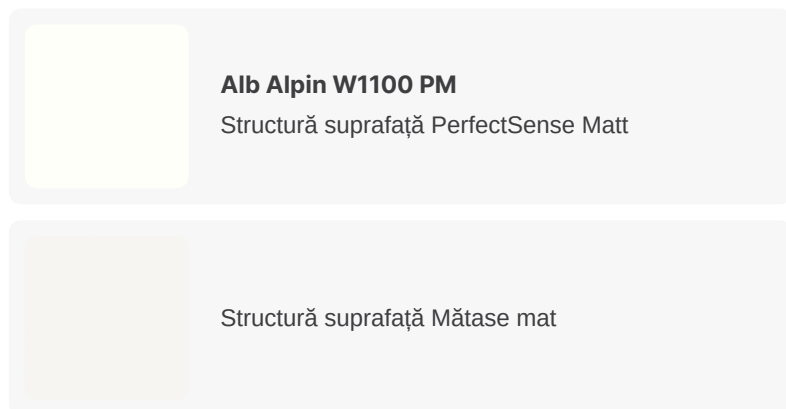 Alb Alpin W1100 PM
Structură suprafață PerfectSense Matt
Structură suprafață Mătase mat